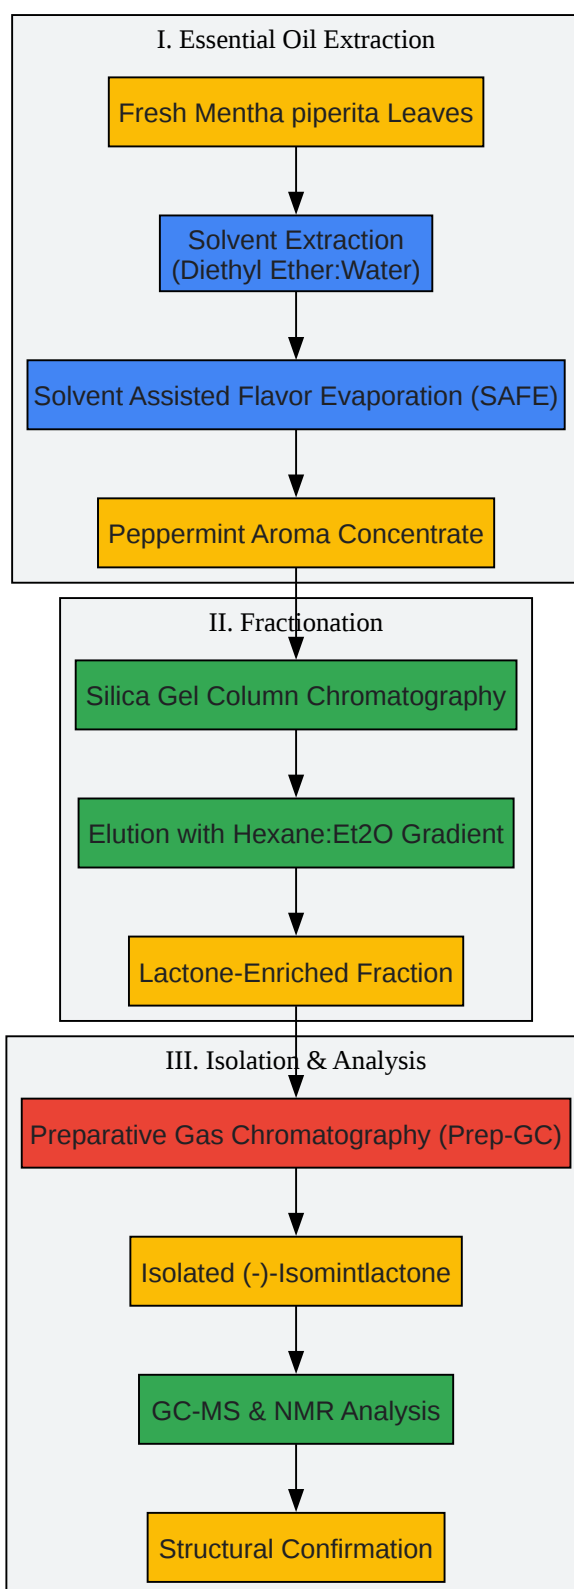 I. Essential Oil Extraction
Fresh Mentha piperita Leaves
Solvent Extraction
(Diethyl Ether:Water)
Solvent Assisted Flavor Evaporation (SAFE)
Peppermint Aroma Concentrate
II. Fractionation
Silica Gel Column Chromatography
Elution with Hexane:Et2O Gradient
Lactone-Enriched Fraction
III. Isolation & Analysis
Preparative Gas Chromatography (Prep-GC)
Isolated (-)-Isomintlactone
GC-MS & NMR Analysis
Structural Confirmation